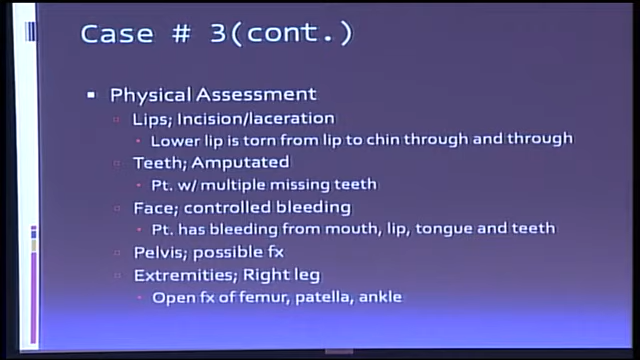 Case # 3(cont.)
Physical Assessment
Lips; Incision/laceration
Lower lip is torn from lip to chin through and through
Teeth; Amputated
Pt. w/ multiple missing teeth
Face; controlled bleeding
Pt. has bleeding from mouth, lip, tongue and teeth
Pelvis; possible fx
Extremities; Right leg
Open fx of femur, patella, ankle